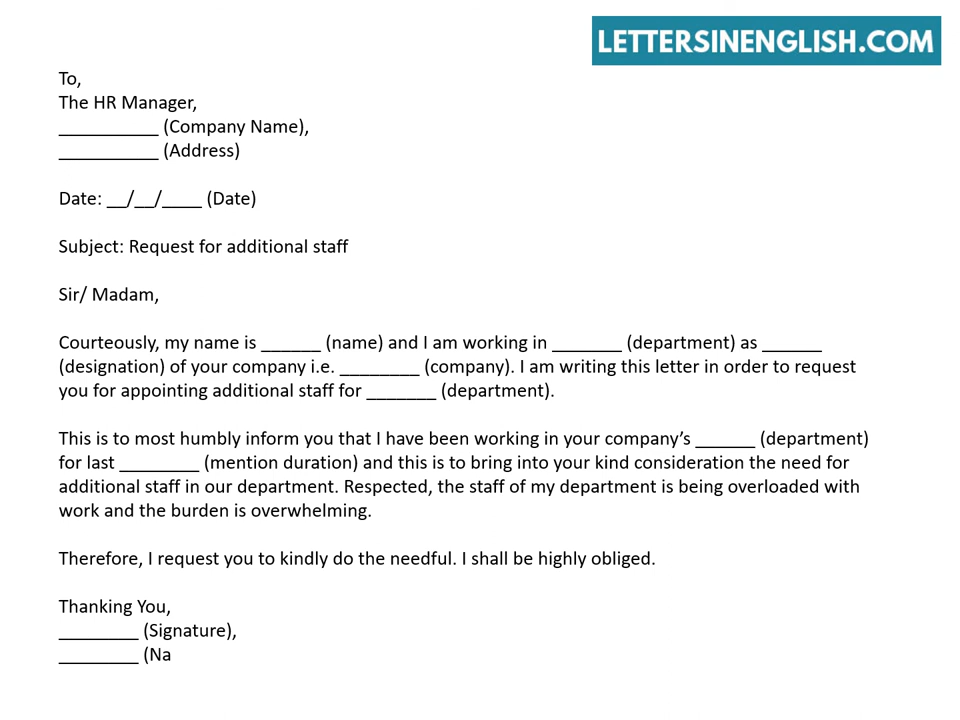 LETTERSINENGLISH.COM
To,
The HR Manager,
__________ (Company Name),
__________ (Address)
Date: __/__/____ (Date)
Subject: Request for additional staff
Sir/ Madam,
Courteously, my name is ______ (name) and I am working in _______ (department) as ______
(designation) of your company i.e. ________ (company). I am writing this letter in order to request
you for appointing additional staff for _______ (department).
This is to most humbly inform you that I have been working in your company’s ______ (department)
for last ________ (mention duration) and this is to bring into your kind consideration the need for
additional staff in our department. Respected, the staff of my department is being overloaded with
work and the burden is overwhelming.
Therefore, I request you to kindly do the needful. I shall be highly obliged.
Thanking You,
________ (Signature),
________ (Na